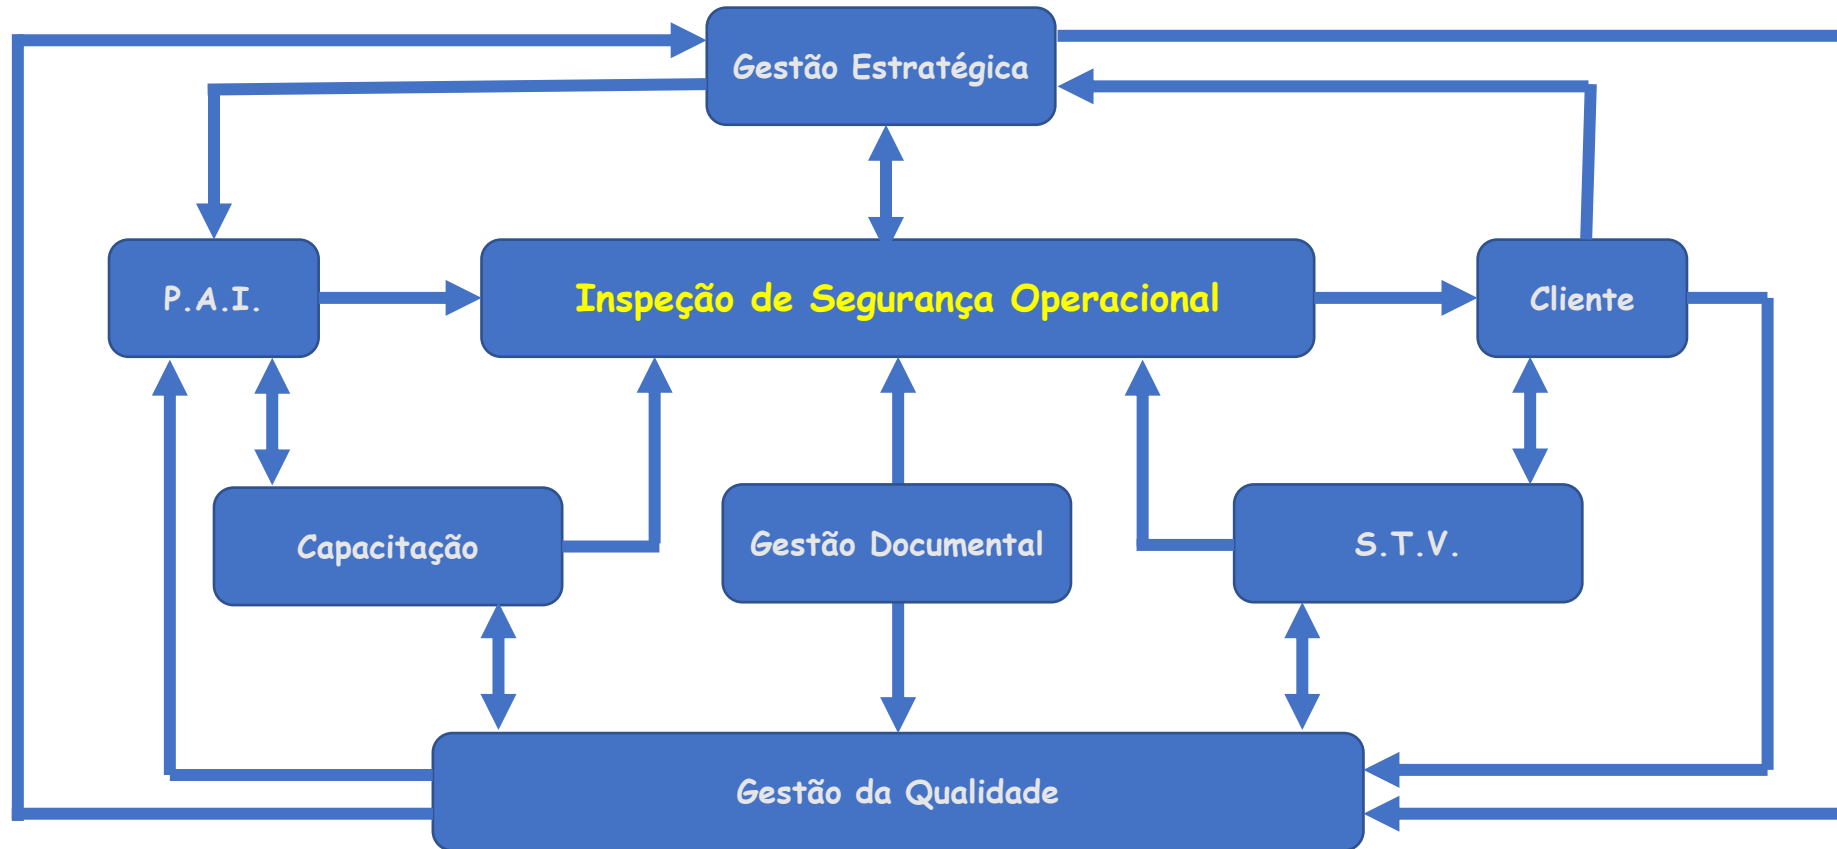 Gestão Estratégica
P.A.I.
Inspeção de Segurança Operacional
Cliente
Capacitação
Gestão Documental
S.T.V.
Gestão da Qualidade